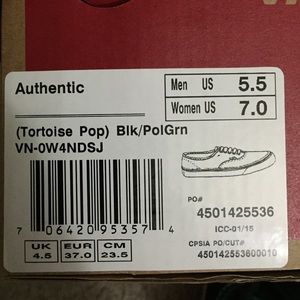 Authentic
Men US 5.5
Women US 7.0
(Tortoise Pop) Blk/PolGrn
VN-0W4NDSJ
PO#
4501425536
ICC-01/15
CPSIA PO/CUT#
450142553600010
7 06420 95357 4
UK EUR CM
4.5 37.0 23.5